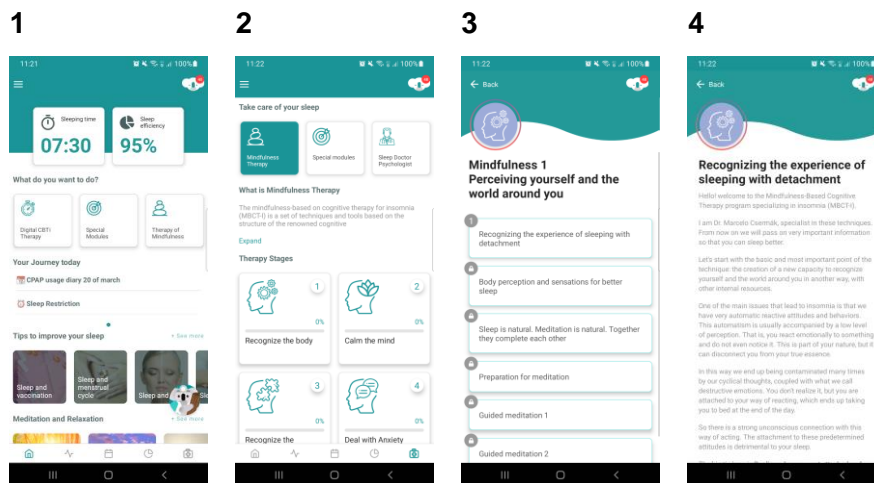 1
2
3
4
11:21
100%
Sleeping time
07:30
Sleep efficiency
95%
What do you want to do?
Digital CBTi
Therapy
Special
Modules
Therapy of
Mindfulness
Your Journey today
CPAP usage diary 20 of march
Sleep Restriction
Tips to improve your sleep
+ See more
Sleep and
vaccination
Sleep and
menstrual
cycle
Sleep and
Sle
Meditation and Relaxation
+ See more
11:22
100%
Take care of your sleep
Mindfulness
Therapy
Special modules
Sleep Doctor
Psychologist
What is Mindfulness Therapy
The mindfulness-based on cognitive therapy for insomnia
(MBCT-I) is a set of techniques and tools based on the
structure of the renowned cognitive
Expand
Therapy Stages
1
0%
Recognize the body
2
0%
Calm the mind
3
0%
Recognize the
4
0%
Deal with Anxiety
11:22
100%
Back
Mindfulness 1
Perceiving yourself and the
world around you
1
Recognizing the experience of sleeping with
detachment
Body perception and sensations for better
sleep
Sleep is natural. Meditation is natural. Together
they complete each other
Preparation for meditation
Guided meditation 1
Guided meditation 2
11:22
100%
Back
Recognizing the experience of
sleeping with detachment
Hello! welcome to the Mindfulness-Based Cognitive
Therapy program specializing in insomnia (MBCT-I).
I am Dr. Marcelo Csermak, specialist in these techniques.
From now on we will pass on very important information
so that you can sleep better.
Let's start with the basic and most important point of the
technique: the creation of a new capacity to recognize
yourself and the world around you in another way, with
other internal resources.
One of the main issues that lead to insomnia is that we
have very automatic reactive attitudes and behaviors.
This automatism is usually accompanied by a low level
of perception. That is, you react emotionally to something
and do not even notice it. This is part of your nature, but it
can disconnect you from your true essence.
In this way we end up being contaminated many times
by our cyclical thoughts, coupled with what we call
destructive emotions. You don't realize it, but you are
attached to your way of reacting, which ends up taking
you to bed at the end of the day.
So there is a strong unconscious connection with this
way of acting. The attachment to these predetermined
attitudes is detrimental to your sleep.